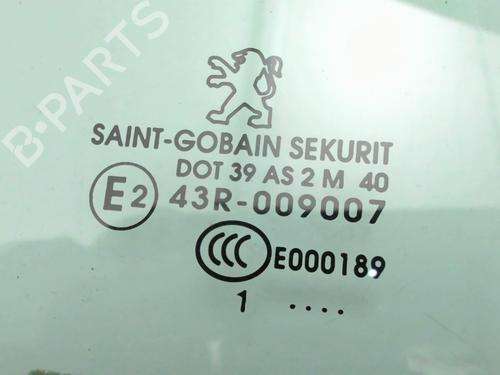 B-PARTS
SAINT-GOBAIN SEKURIT
DOT 39 AS 2 M 40
E2 43R-009007
CCC E000189
1 ....